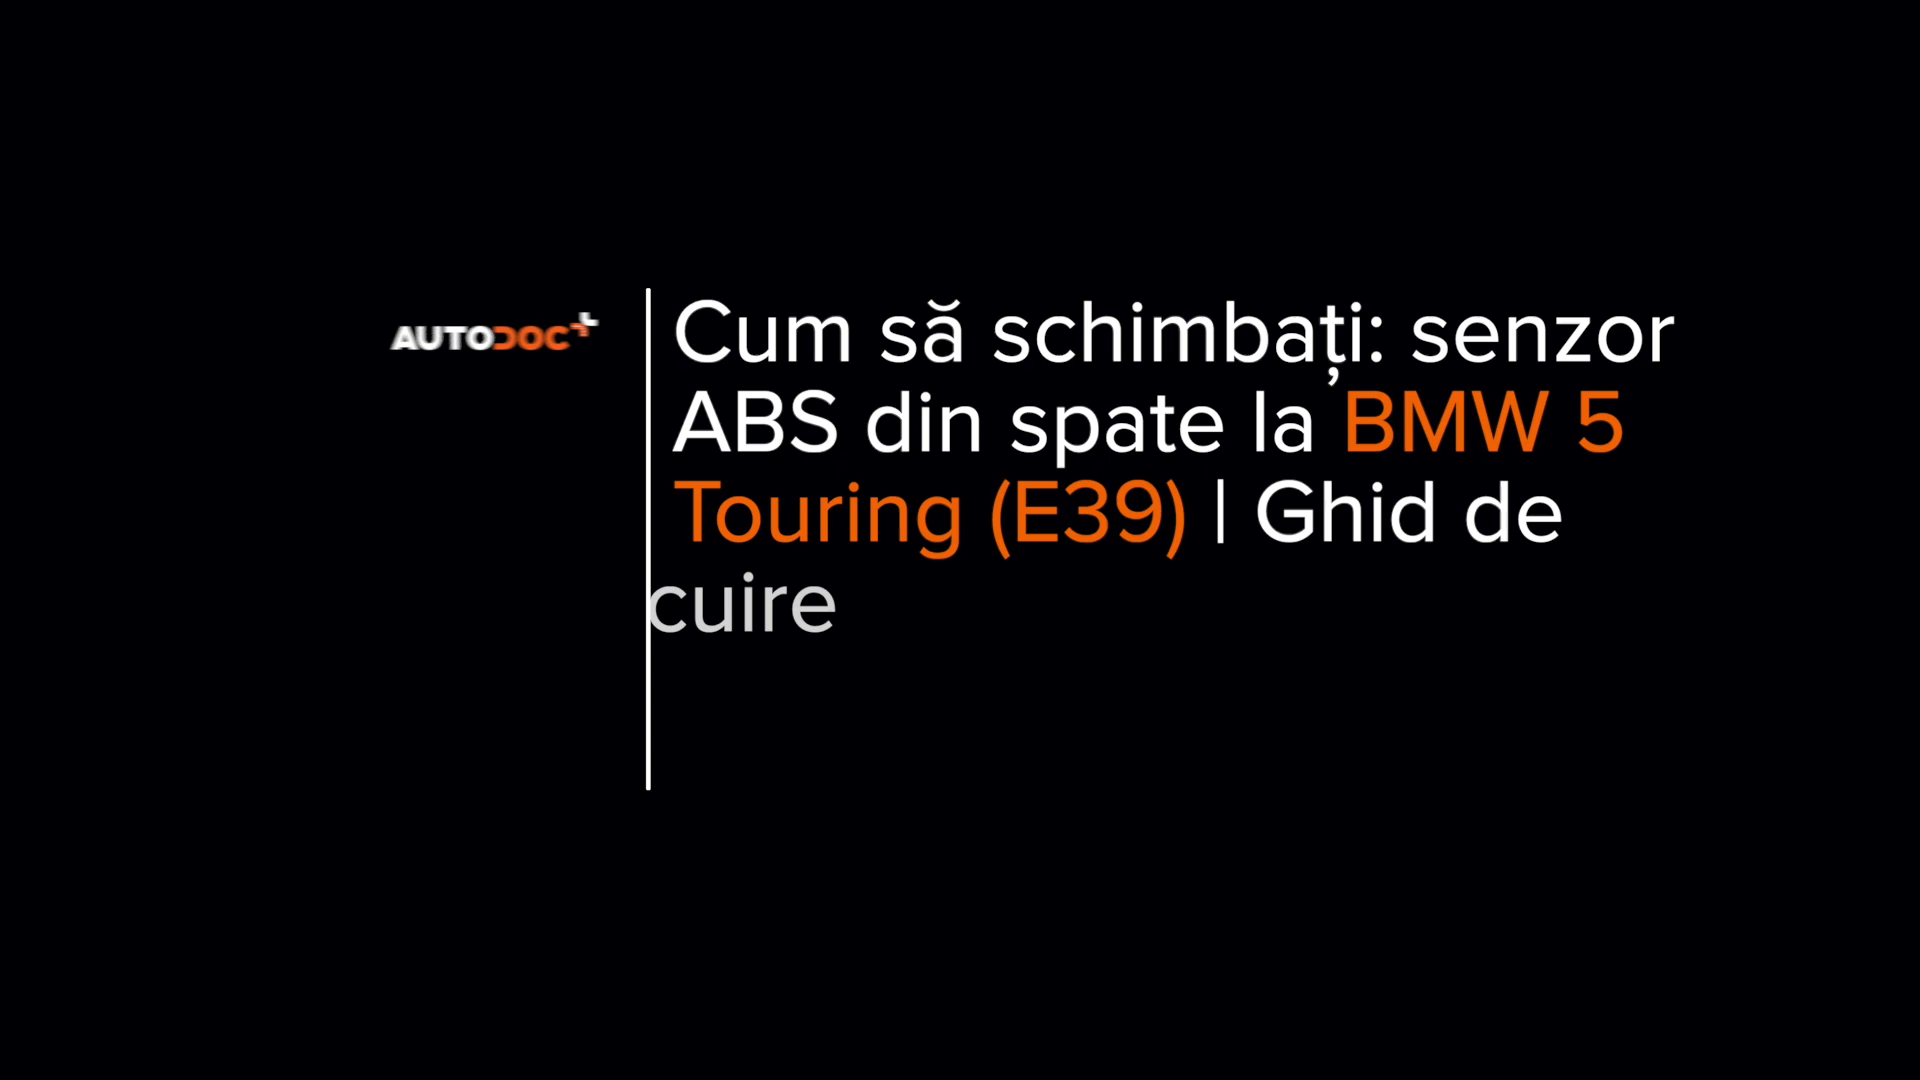 AUTODOC
Cum să schimbați: senzor
ABS din spate la BMW 5
Touring (E39) | Ghid de
cuire